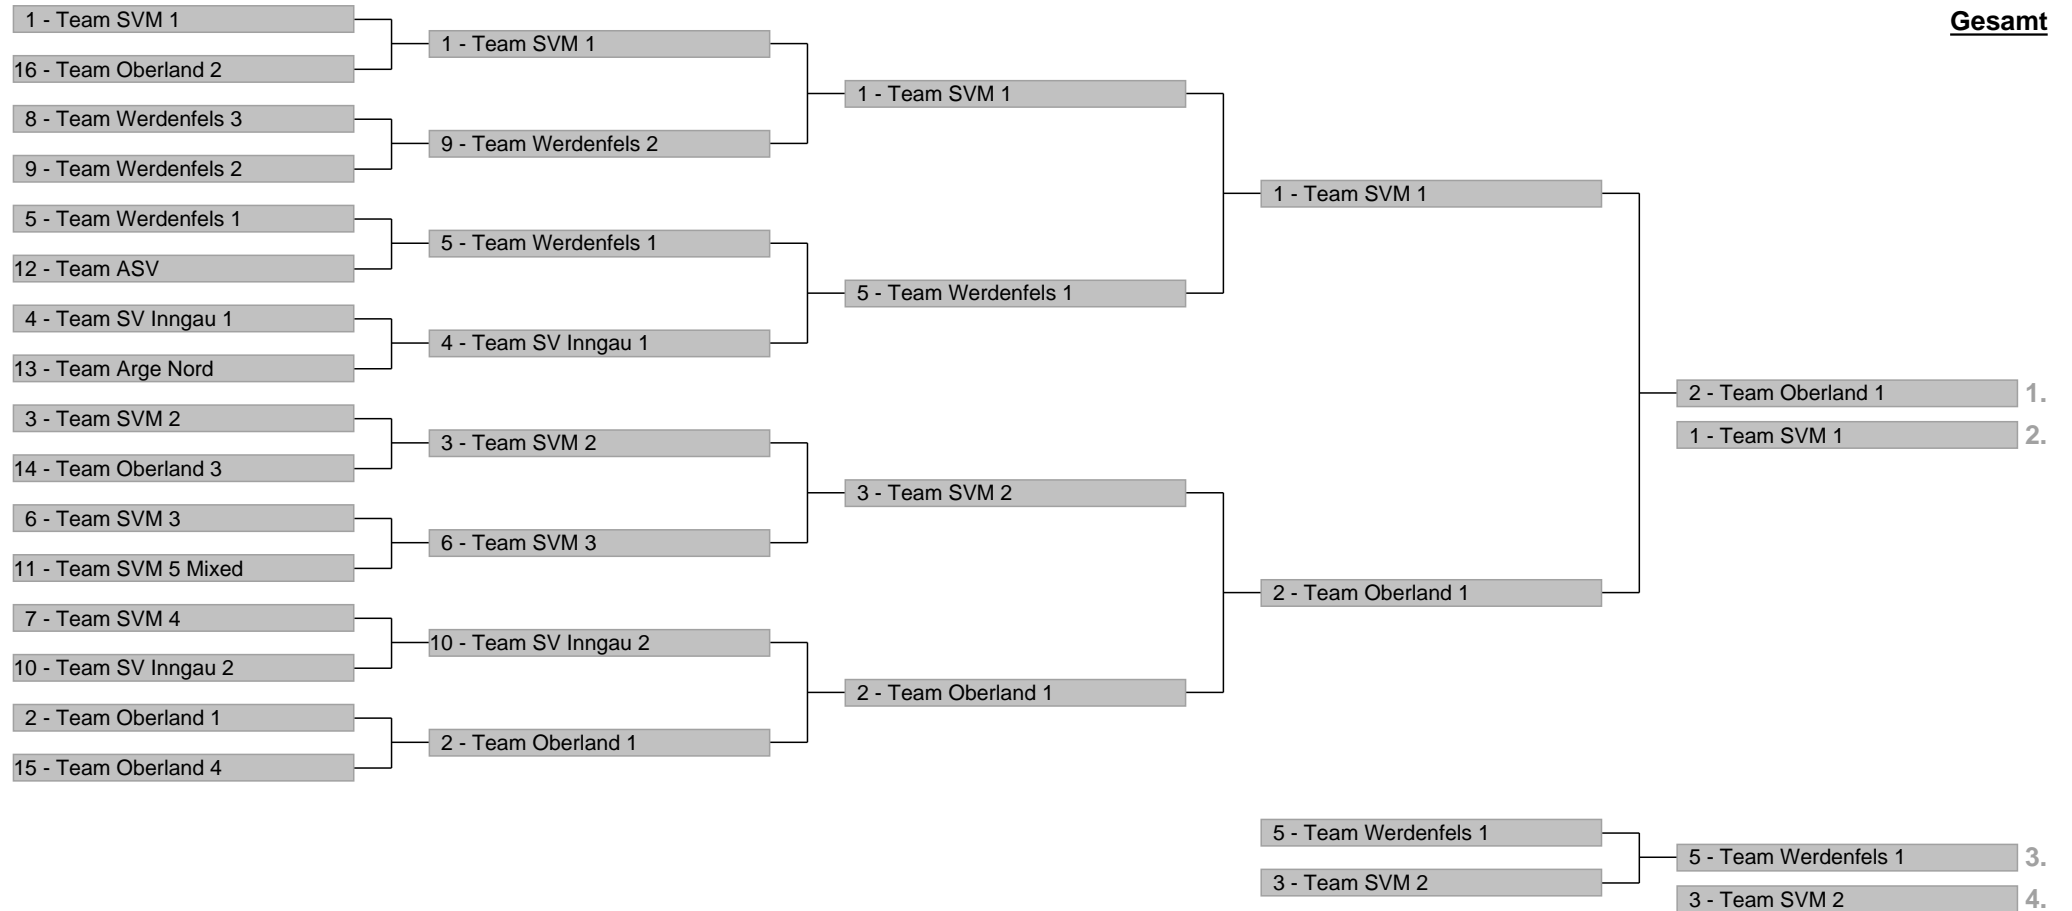 Gesamt
1 - Team SVM 1
16 - Team Oberland 2
8 - Team Werdenfels 3
9 - Team Werdenfels 2
5 - Team Werdenfels 1
12 - Team ASV
4 - Team SV Inngau 1
13 - Team Arge Nord
3 - Team SVM 2
14 - Team Oberland 3
6 - Team SVM 3
11 - Team SVM 5 Mixed
7 - Team SVM 4
10 - Team SV Inngau 2
2 - Team Oberland 1
15 - Team Oberland 4
1 - Team SVM 1
9 - Team Werdenfels 2
5 - Team Werdenfels 1
4 - Team SV Inngau 1
3 - Team SVM 2
6 - Team SVM 3
10 - Team SV Inngau 2
2 - Team Oberland 1
1 - Team SVM 1
5 - Team Werdenfels 1
3 - Team SVM 2
2 - Team Oberland 1
1 - Team SVM 1
2 - Team Oberland 1
2 - Team Oberland 1 1.
1 - Team SVM 1 2.
5 - Team Werdenfels 1
3 - Team SVM 2
5 - Team Werdenfels 1 3.
3 - Team SVM 2 4.